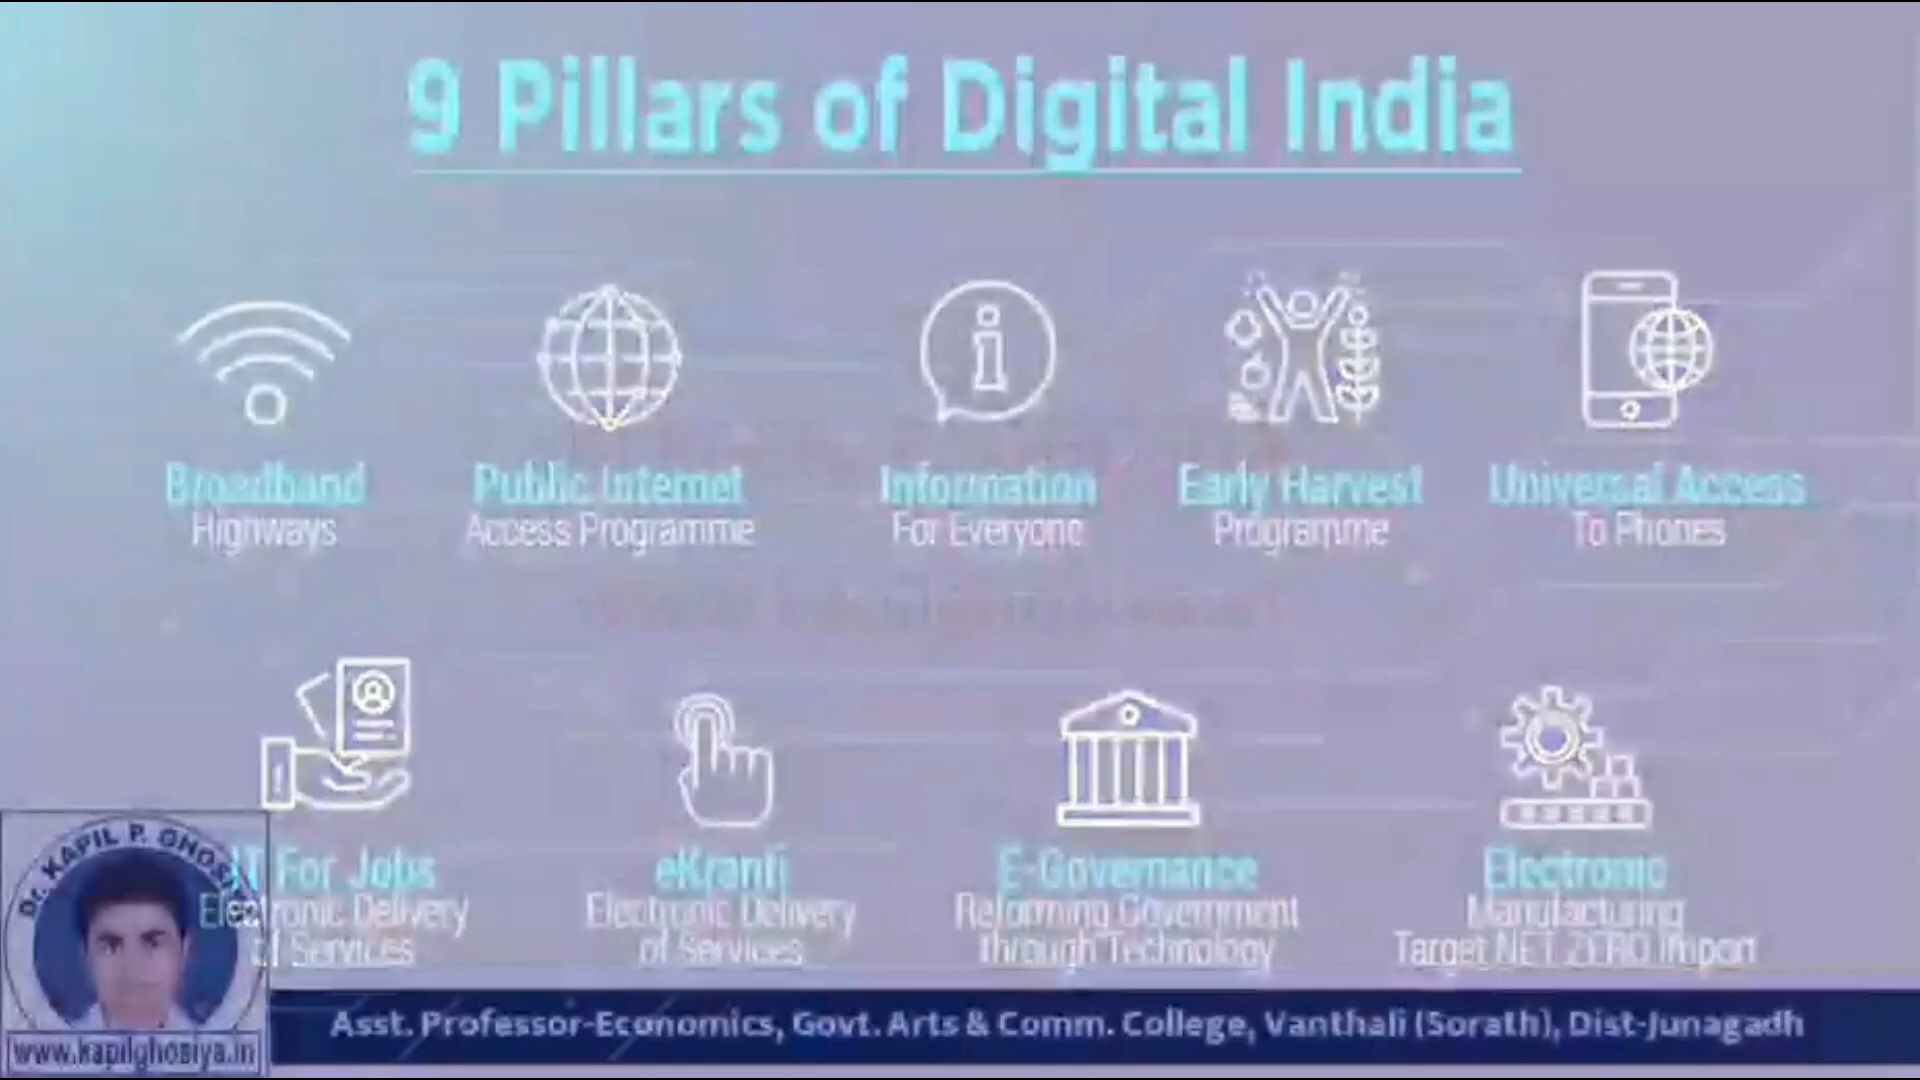 9 Pillars of Digital India
Broadband
Highways
Public Internet
Access Programme
Information
For Everyone
Early Harvest
Programme
Universal Access
To Phones
IT For Jobs
Electronic Delivery
of Services
eKranti
Electronic Delivery
of Services
E-Governance
Reforming Government
through Technology
Electronic
Manufacturing
Target NET ZERO Import
Dr. KAPIL P. GHOSIYA
www.kapilghosiya.in
Asst. Professor-Economics, Govt. Arts & Comm. College, Vanthali (Sorath), Dist-Junagadh